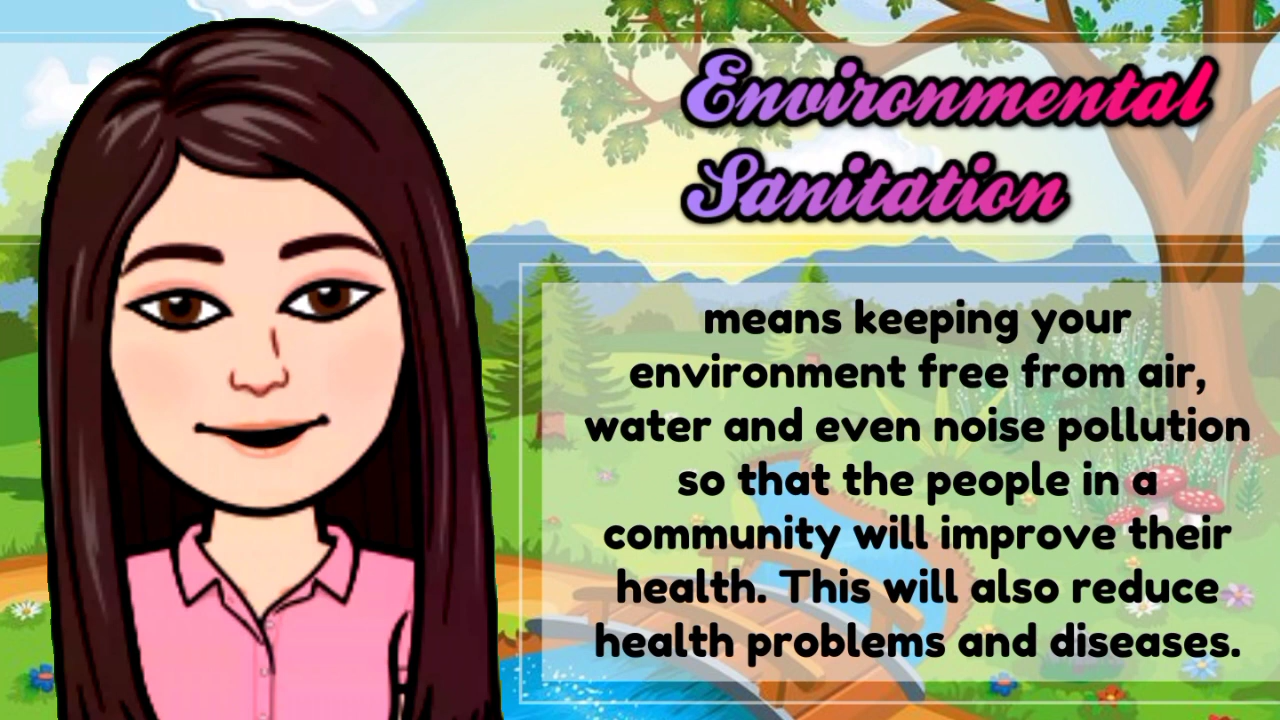 Environmental
Sanitation
means keeping your
environment free from air,
water and even noise pollution
so that the people in a
community will improve their
health. This will also reduce
health problems and diseases.